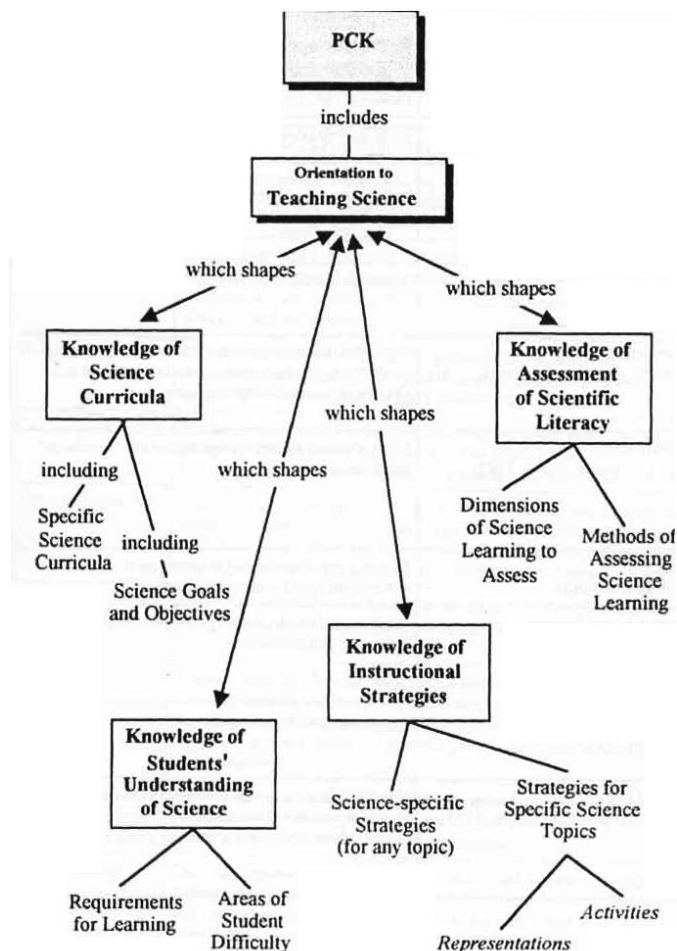 PCK
includes
Orientation to
Teaching Science
which shapes
which shapes
Knowledge of
Science
Curricula
Knowledge of
Assessment
of Scientific
Literacy
which shapes
which shapes
including
Specific
Science
Curricula
including
Science Goals
and Objectives
Dimensions
of Science
Learning to
Assess
Methods of
Assessing
Science
Learning
Knowledge of
Instructional
Strategies
Knowledge of
Students'
Understanding
of Science
Science-specific
Strategies
(for any topic)
Strategies for
Specific Science
Topics
Requirements
for Learning
Areas of
Student
Difficulty
Representations
Activities